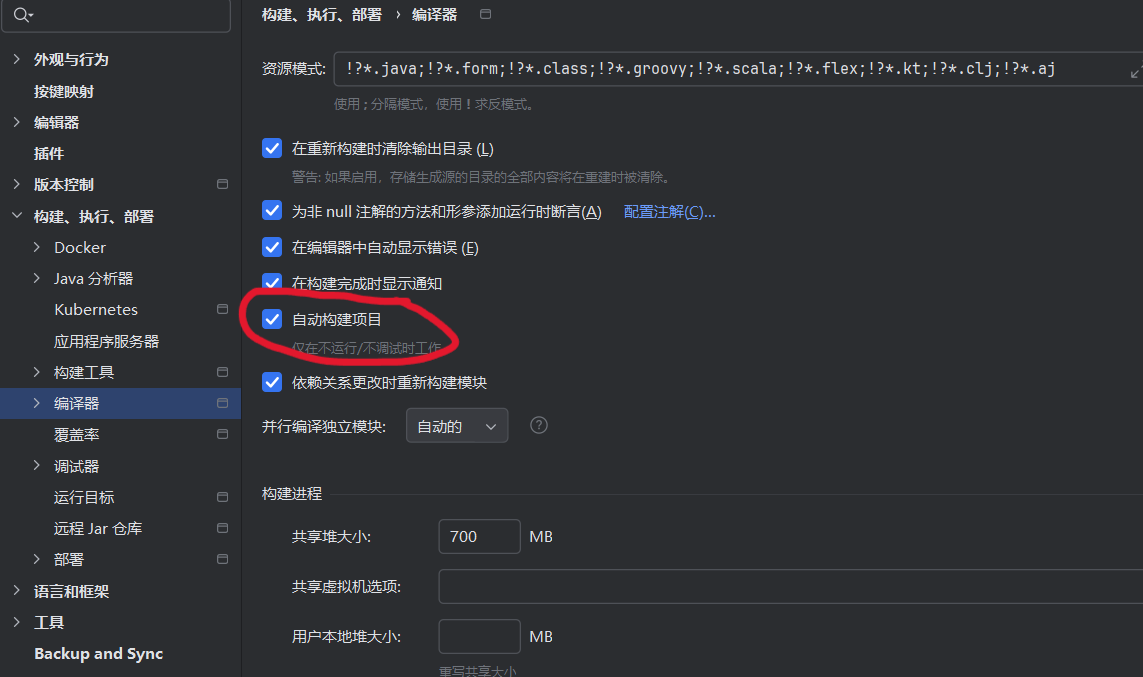 构建、执行、部署 › 编译器
外观与行为
按键映射
编辑器
插件
版本控制
构建、执行、部署
Docker
Java 分析器
Kubernetes
应用程序服务器
构建工具
编译器
覆盖率
调试器
运行目标
远程 Jar 仓库
部署
语言和框架
工具
Backup and Sync
资源模式: !?*.java;!?*.form;!?*.class;!?*.groovy;!?*.scala;!?*.flex;!?*.kt;!?*.clj;!?*.aj
使用 ; 分隔模式，使用 ! 求反模式。
在重新构建时清除输出目录 (L)
警告: 如果启用，存储生成源的目录的全部内容将在重建时被清除。
为非 null 注解的方法和形参添加运行时断言(A) 配置注解(C)...
在编辑器中自动显示错误 (E)
在构建完成时显示通知
自动构建项目
仅在不运行/不调试时工作
依赖关系更改时重新构建模块
并行编译独立模块: 自动的 ?
构建进程
共享堆大小: 700 MB
共享虚拟机选项:
用户本地堆大小: MB
重写共享大小